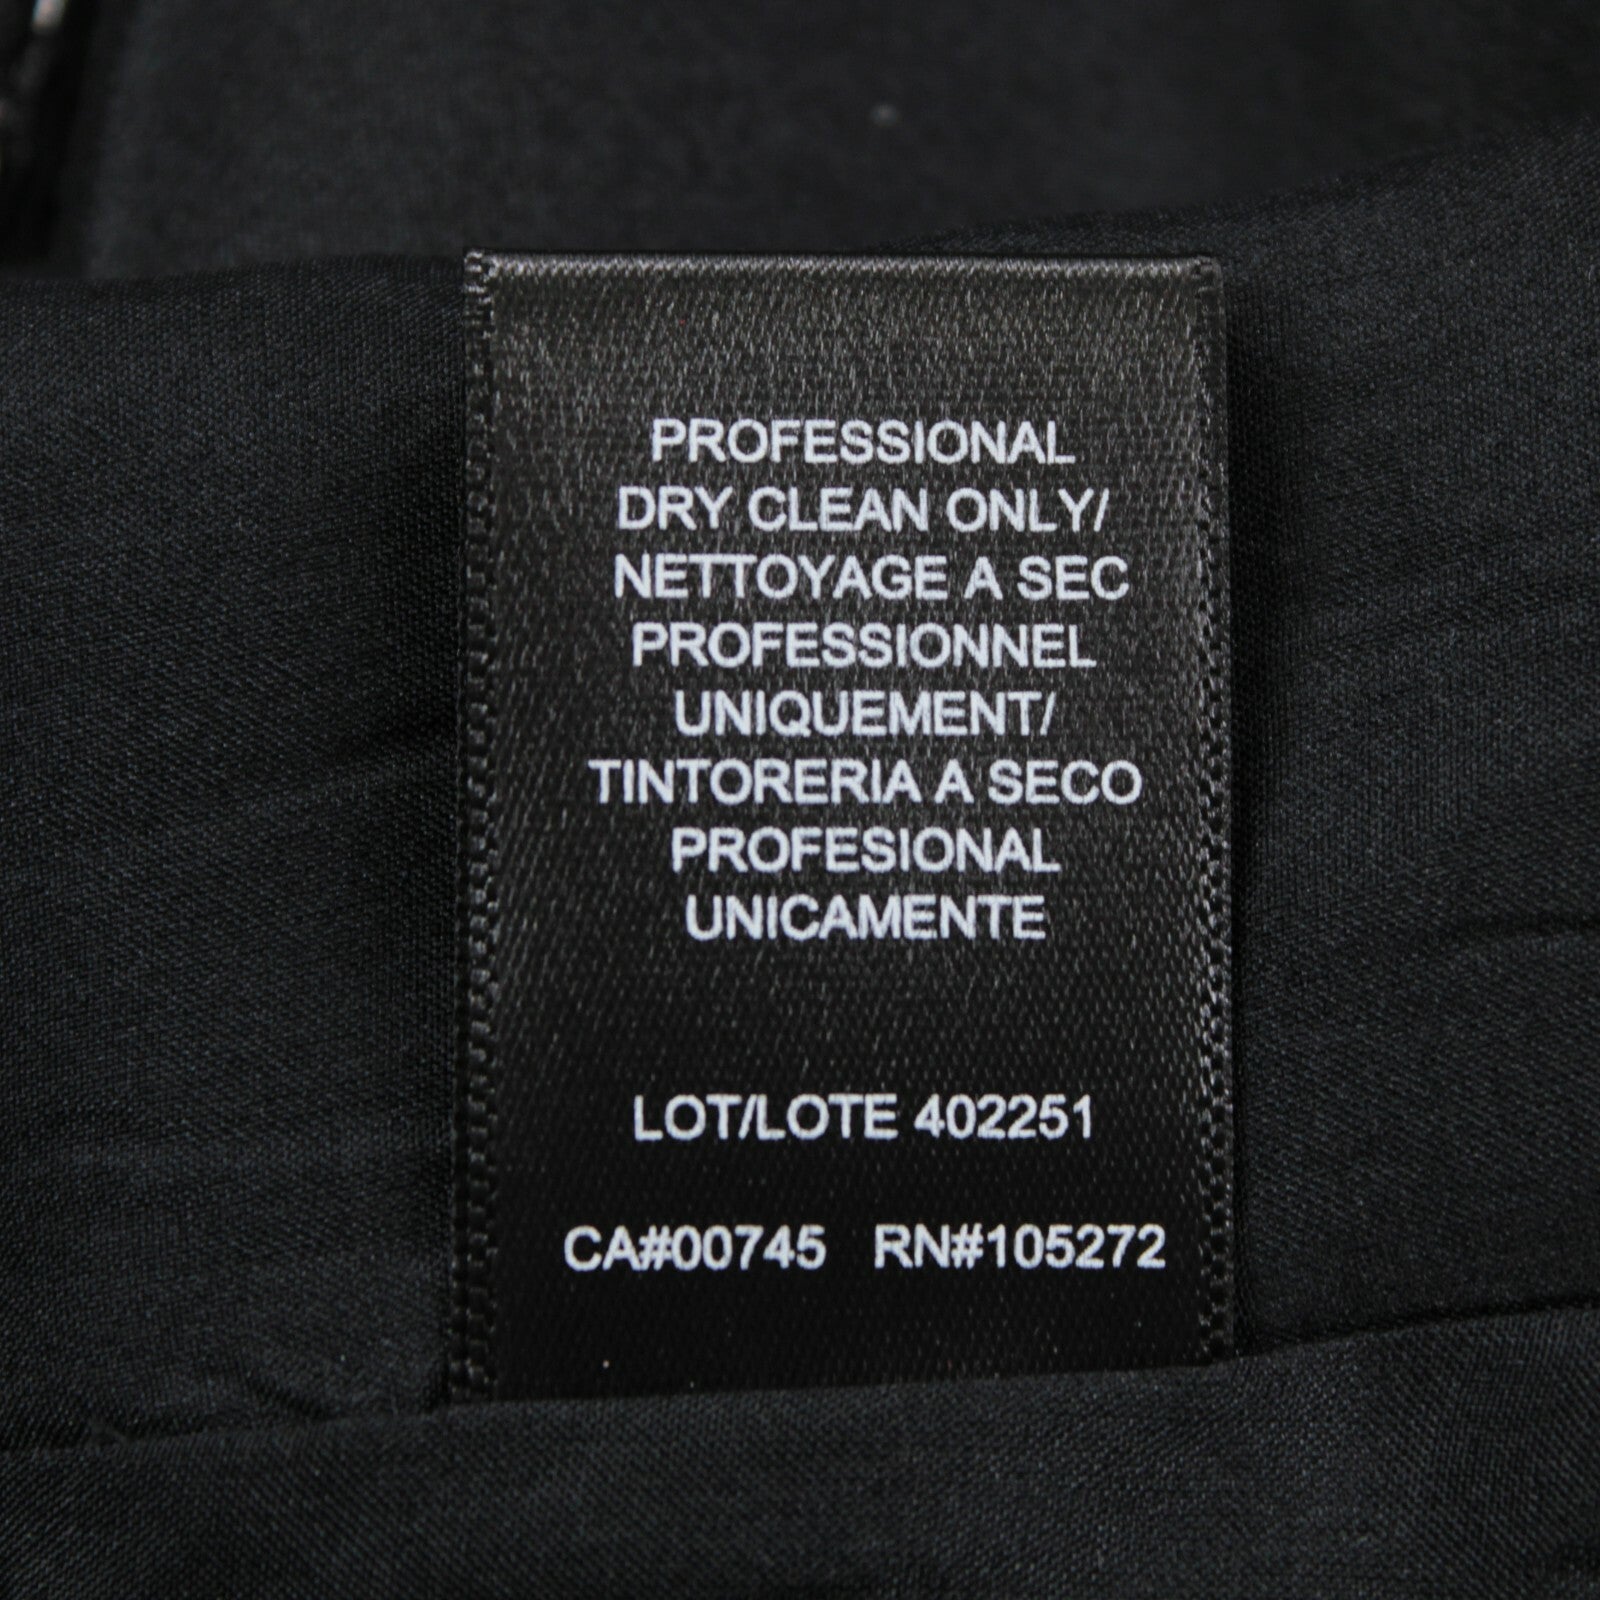 PROFESSIONAL
DRY CLEAN ONLY/
NETTOYAGE A SEC
PROFESSIONNEL
UNIQUEMENT/
TINTORERIA A SECO
PROFESIONAL
UNICAMENTE
LOT/LOTE 402251
CA#00745 RN#105272